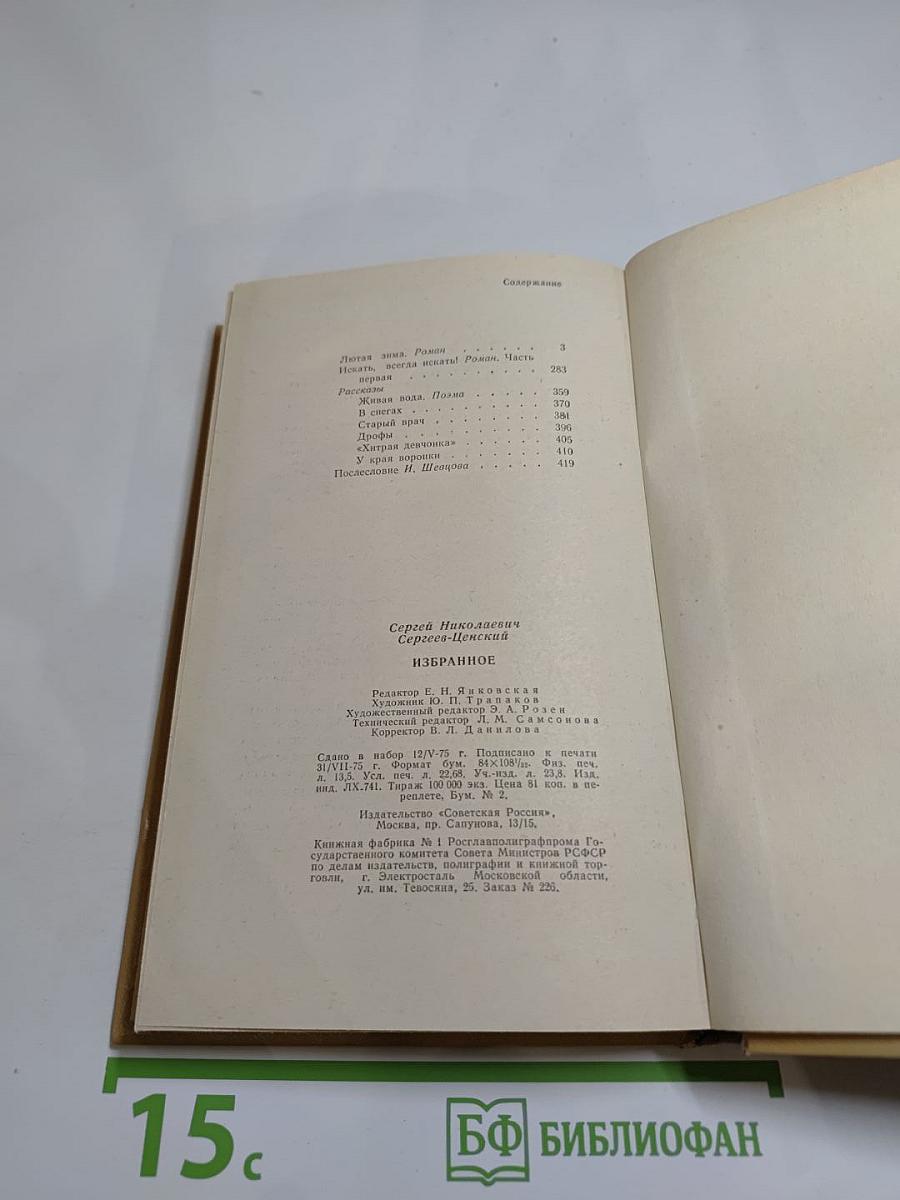 Содержание
Лютая зима. Роман . . . . . . 3
Искать, всегда искать! Роман. Часть
первая . . . . . . . . . . 283
Рассказы
Живая вода. Поэма . . . . . 359
В снегах . . . . . . . . . . 370
Старый врач . . . . . . . . 381
Дрофы . . . . . . . . . . 396
«Хитрая девчонка» . . . . . . 405
У края воронки . . . . . . . 410
Послесловие И. Шевцова . . . . . 419
Сергей Николаевич
Сергеев-Ценский
ИЗБРАННОЕ
Редактор Е. Н. Янковская
Художник Ю. П. Трапаков
Художественный редактор Э. А. Розен
Технический редактор Л. М. Самсонова
Корректор В. Л. Данилова
Сдано в набор 12/V-75 г. Подписано к печати
31/VII-75 г. Формат бум. 84×108¹/₃₂. Физ. печ.
л. 13,5. Усл. печ. л. 22,68. Уч.-изд. л. 23,8. Изд.
инд. ЛХ-741. Тираж 100 000 экз. Цена 81 коп. в пе-
реплете, Бум. № 2.
Издательство «Советская Россия»,
Москва, пр. Сапунова, 13/15.
Книжная фабрика № 1 Росглавполиграфпрома Го-
сударственного комитета Совета Министров РСФСР
по делам издательств, полиграфии и книжной тор-
говли, г. Электросталь Московской области,
ул. им. Тевосяна, 25. Заказ № 226.
15 с
БФ БИБЛИОФАН